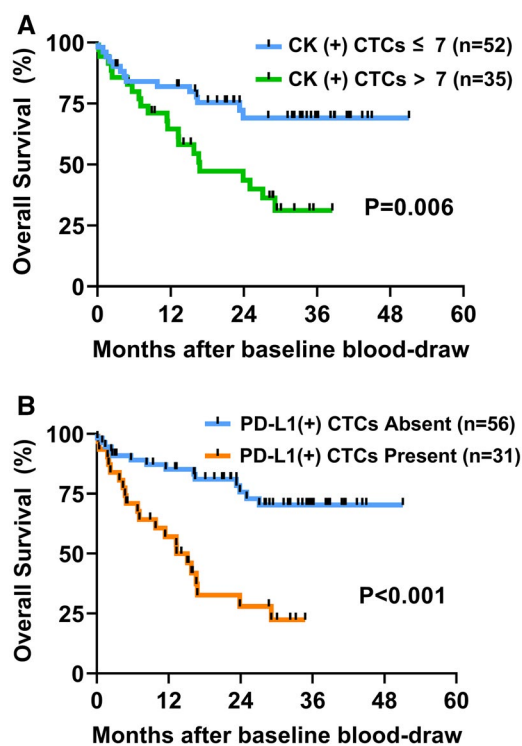 A
CK (+) CTCs ≤ 7 (n=52)
CK (+) CTCs > 7 (n=35)
Overall Survival (%)
100
75
50
25
0
P=0.006
0 12 24 36 48 60
Months after baseline blood-draw
B
PD-L1(+) CTCs Absent (n=56)
PD-L1(+) CTCs Present (n=31)
Overall Survival (%)
100
75
50
25
0
P<0.001
0 12 24 36 48 60
Months after baseline blood-draw